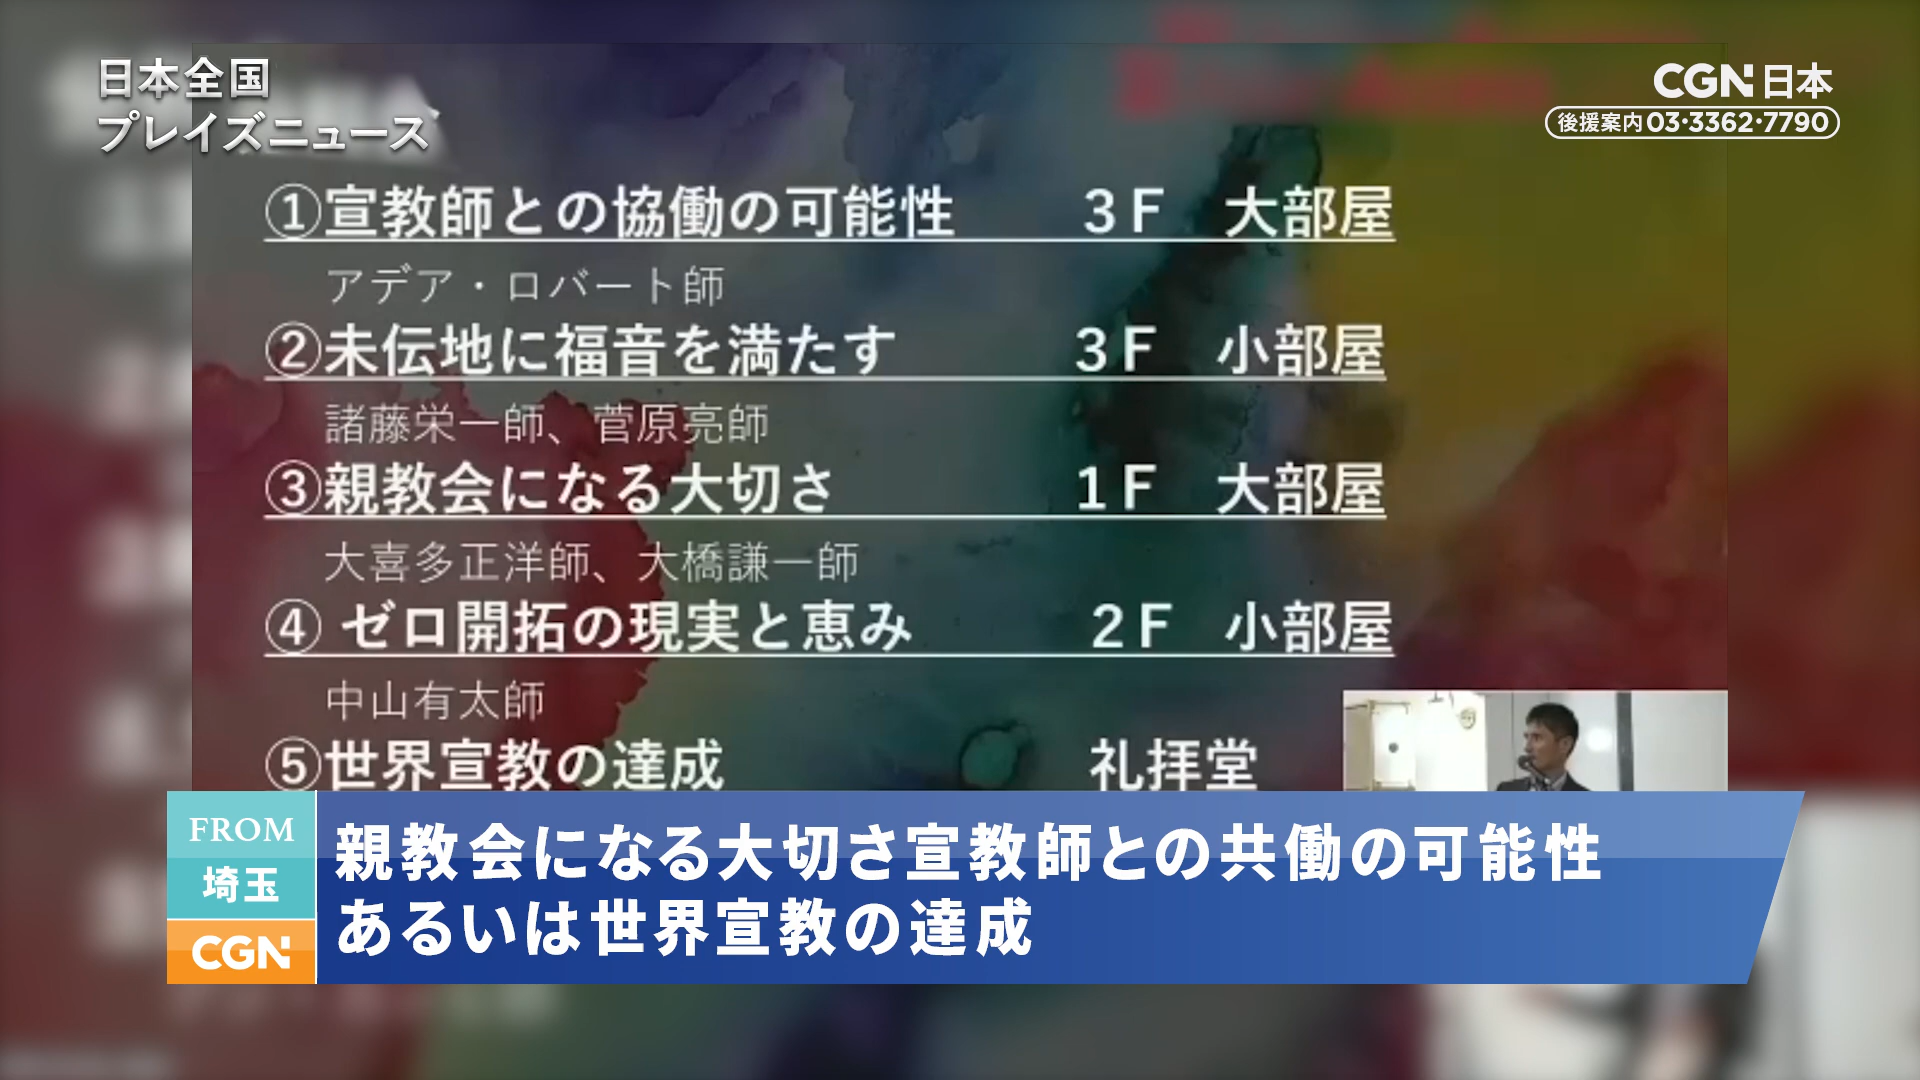 日本全国
プレイズニュース
CGN日本
後援案内03·3362·7790
①宣教師との協働の可能性 3F 大部屋
アデア・ロバート師
②未伝地に福音を満たす 3F 小部屋
諸藤栄一師、菅原亮師
③親教会になる大切さ 1F 大部屋
大喜多正洋師、大橋謙一師
④ ゼロ開拓の現実と恵み 2F 小部屋
中山有太師
⑤世界宣教の達成 礼拝堂
FROM
埼玉
CGN
親教会になる大切さ宣教師との共働の可能性
あるいは世界宣教の達成